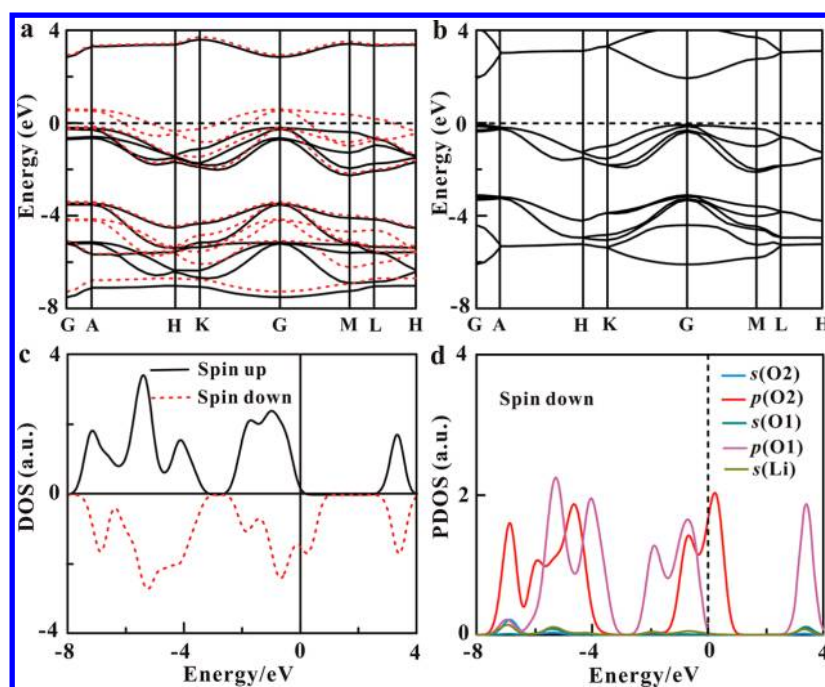 a
4
0
-4
-8
Energy (eV)
G A H K G M L H
b
4
0
-4
-8
Energy (eV)
G A H K G M L H
c
4
0
-4
DOS (a.u.)
Spin up
Spin down
-8 -4 0 4
Energy/eV
d
4
2
0
PDOS (a.u.)
Spin down
s(O2)
p(O2)
s(O1)
p(O1)
s(Li)
-8 -4 0 4
Energy/eV